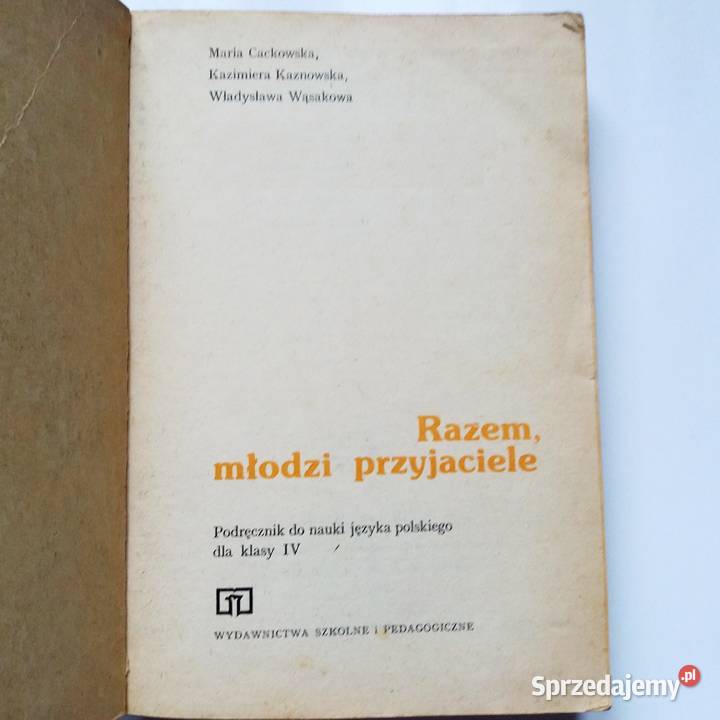 Maria Cackowska,
Kazimiera Kaznowska,
Władysława Wąsakowa
Razem,
młodzi przyjaciele
Podręcznik do nauki języka polskiego
dla klasy IV
WYDAWNICTWA SZKOLNE i PEDAGOGICZNE
Sprzedajemy.pl